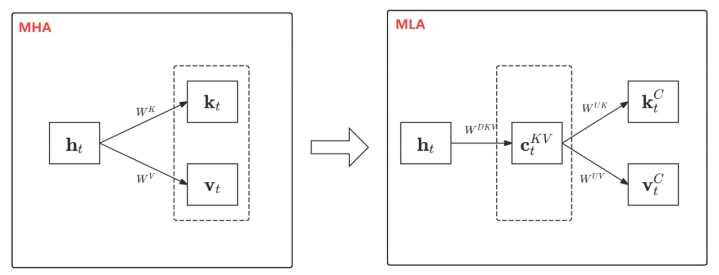 MHA
W^K
h_t
k_t
W^V
v_t
MLA
h_t
W^{DKV}
c_t^{KV}
W^{UK}
k_t^C
W^{UV}
v_t^C